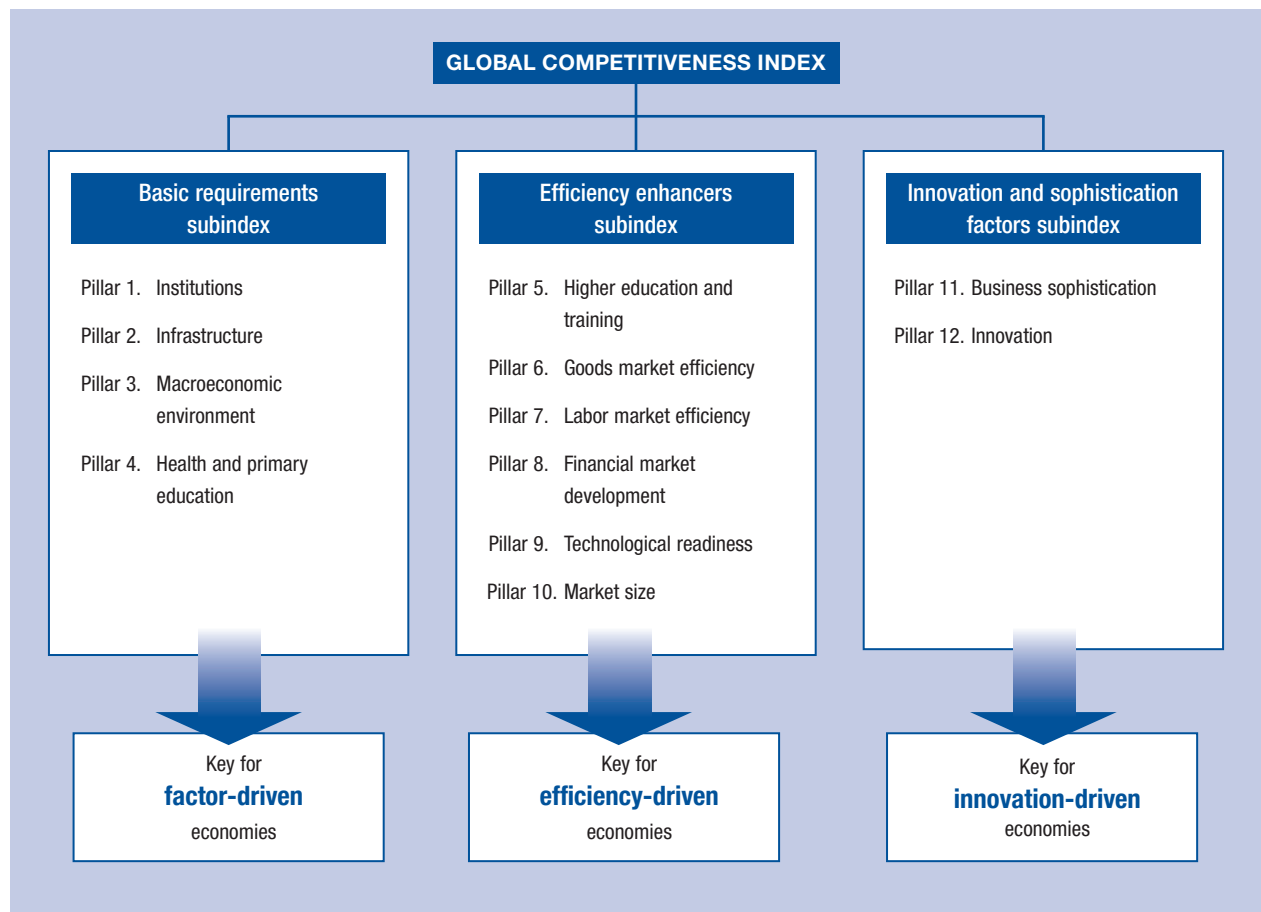 GLOBAL COMPETITIVENESS INDEX
Basic requirements
subindex
Pillar 1. Institutions
Pillar 2. Infrastructure
Pillar 3. Macroeconomic
environment
Pillar 4. Health and primary
education
Key for
factor-driven
economies
Efficiency enhancers
subindex
Pillar 5. Higher education and
training
Pillar 6. Goods market efficiency
Pillar 7. Labor market efficiency
Pillar 8. Financial market
development
Pillar 9. Technological readiness
Pillar 10. Market size
Key for
efficiency-driven
economies
Innovation and sophistication
factors subindex
Pillar 11. Business sophistication
Pillar 12. Innovation
Key for
innovation-driven
economies